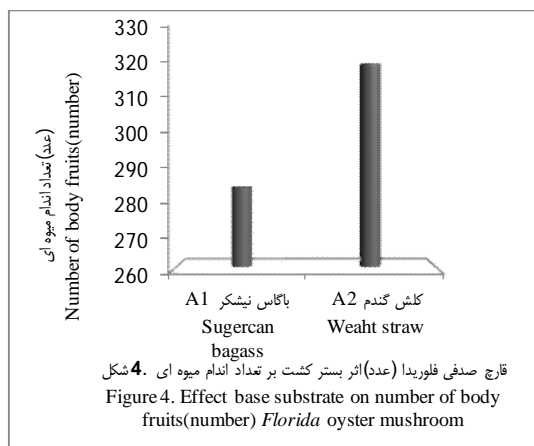 330
320
310
300
290
280
270
260
(عدد) تعداد اندام میوه ای
Number of body fruits(number)
A1 باگاس نیشکر
Sugercan
bagass
A2 کلش گندم
Weaht straw
قارچ صدفی فلوریدا (عدد) اثر بستر کشت بر تعداد اندام میوه ای .4 شکل
Figure 4. Effect base substrate on number of body
fruits(number) Florida oyster mushroom